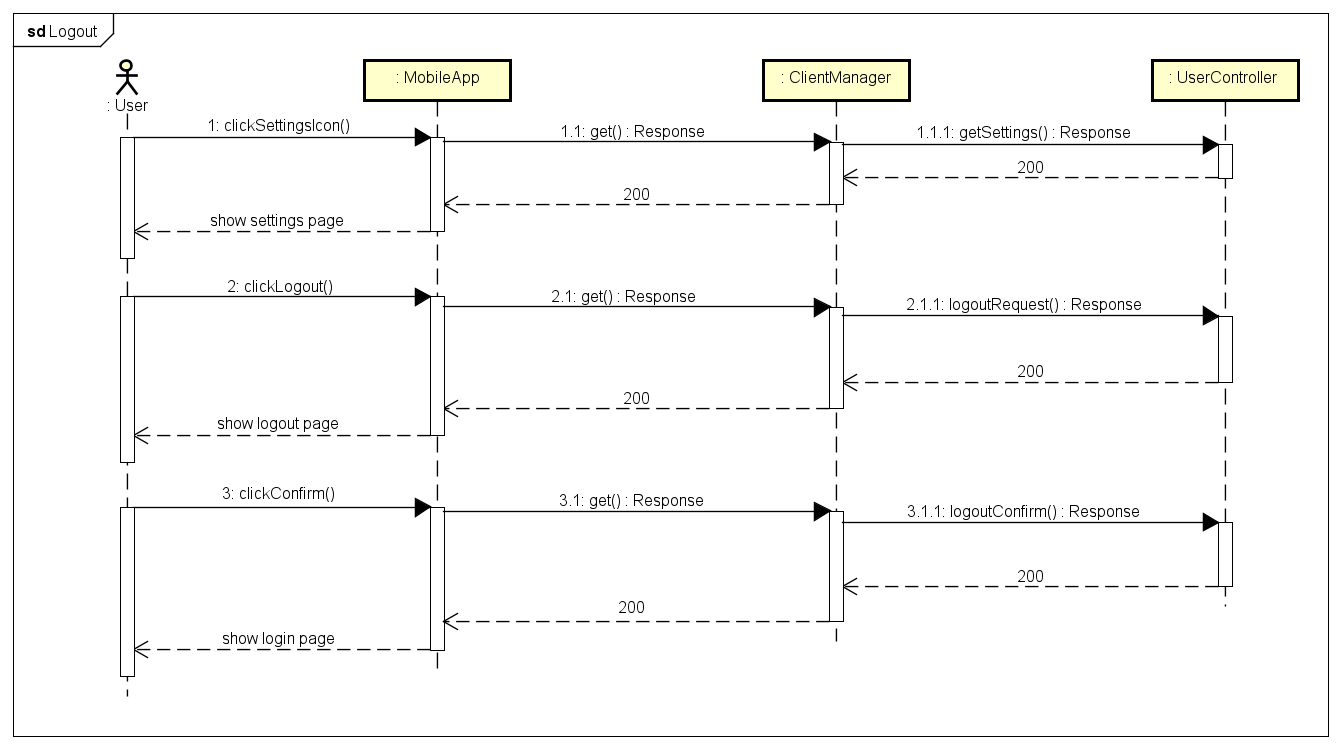 sd Logout
: User
: MobileApp
: ClientManager
: UserController
1: clickSettingsIcon()
1.1: get() : Response
1.1.1: getSettings() : Response
200
200
show settings page
2: clickLogout()
2.1: get() : Response
2.1.1: logoutRequest() : Response
200
200
show logout page
3: clickConfirm()
3.1: get() : Response
3.1.1: logoutConfirm() : Response
200
200
show login page